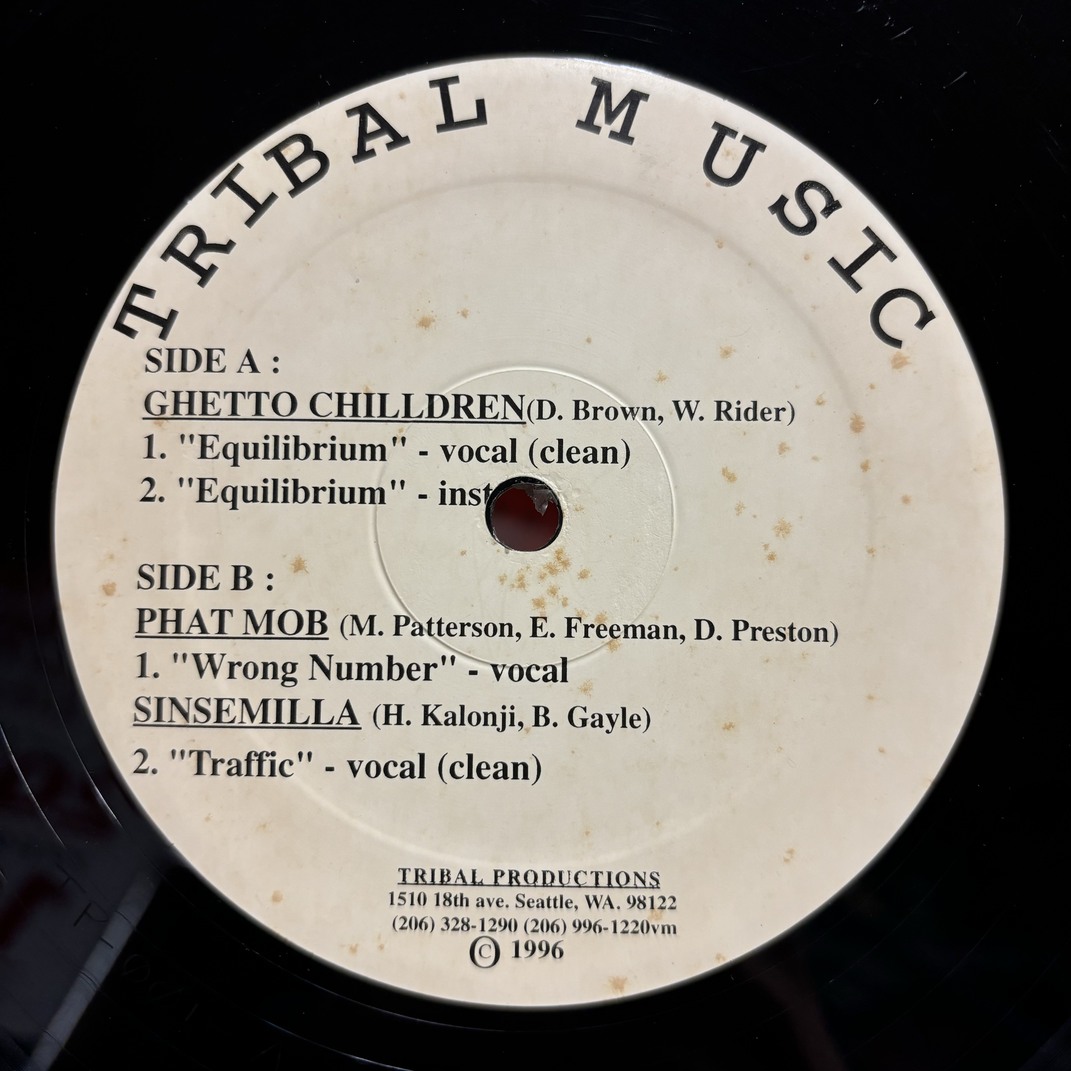 TRIBAL MUSIC
SIDE A :
GHETTO CHILLDREN(D. Brown, W. Rider)
1. "Equilibrium" - vocal (clean)
2. "Equilibrium" - inst
SIDE B :
PHAT MOB (M. Patterson, E. Freeman, D. Preston)
1. "Wrong Number" - vocal
SINSEMILLA (H. Kalonji, B. Gayle)
2. "Traffic" - vocal (clean)
TRIBAL PRODUCTIONS
1510 18th ave. Seattle, WA. 98122
(206) 328-1290 (206) 996-1220vm
© 1996